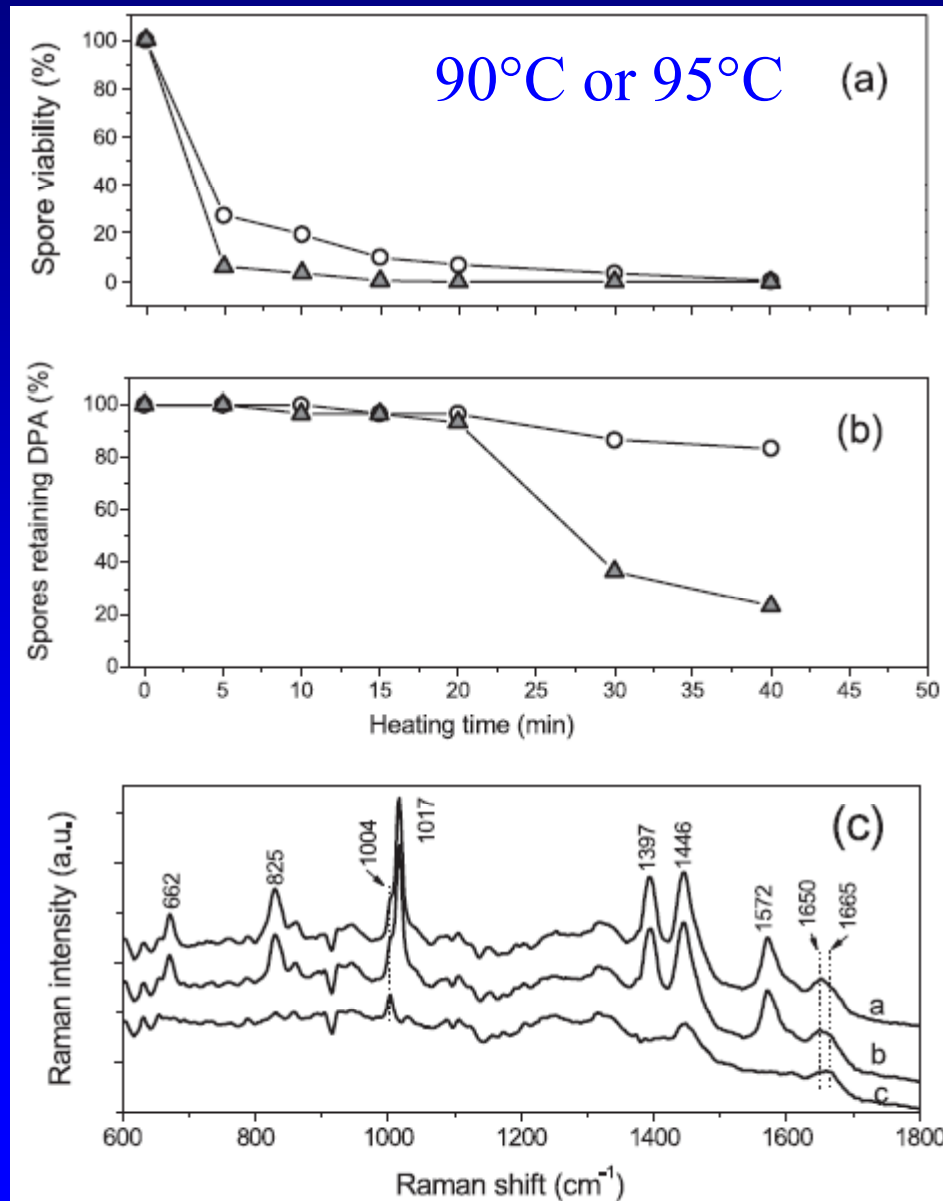 90°C or 95°C
(a)
Spore viability (%)
100
80
60
40
20
0
(b)
Spores retaining DPA (%)
100
80
60
40
20
0
0 5 10 15 20 25 30 35 40 45 50
Heating time (min)
(c)
Raman intensity (a.u.)
662
825
1004
1017
1397
1446
1572
1650
1665
a
b
c
600 800 1000 1200 1400 1600 1800
Raman shift (cm⁻¹)